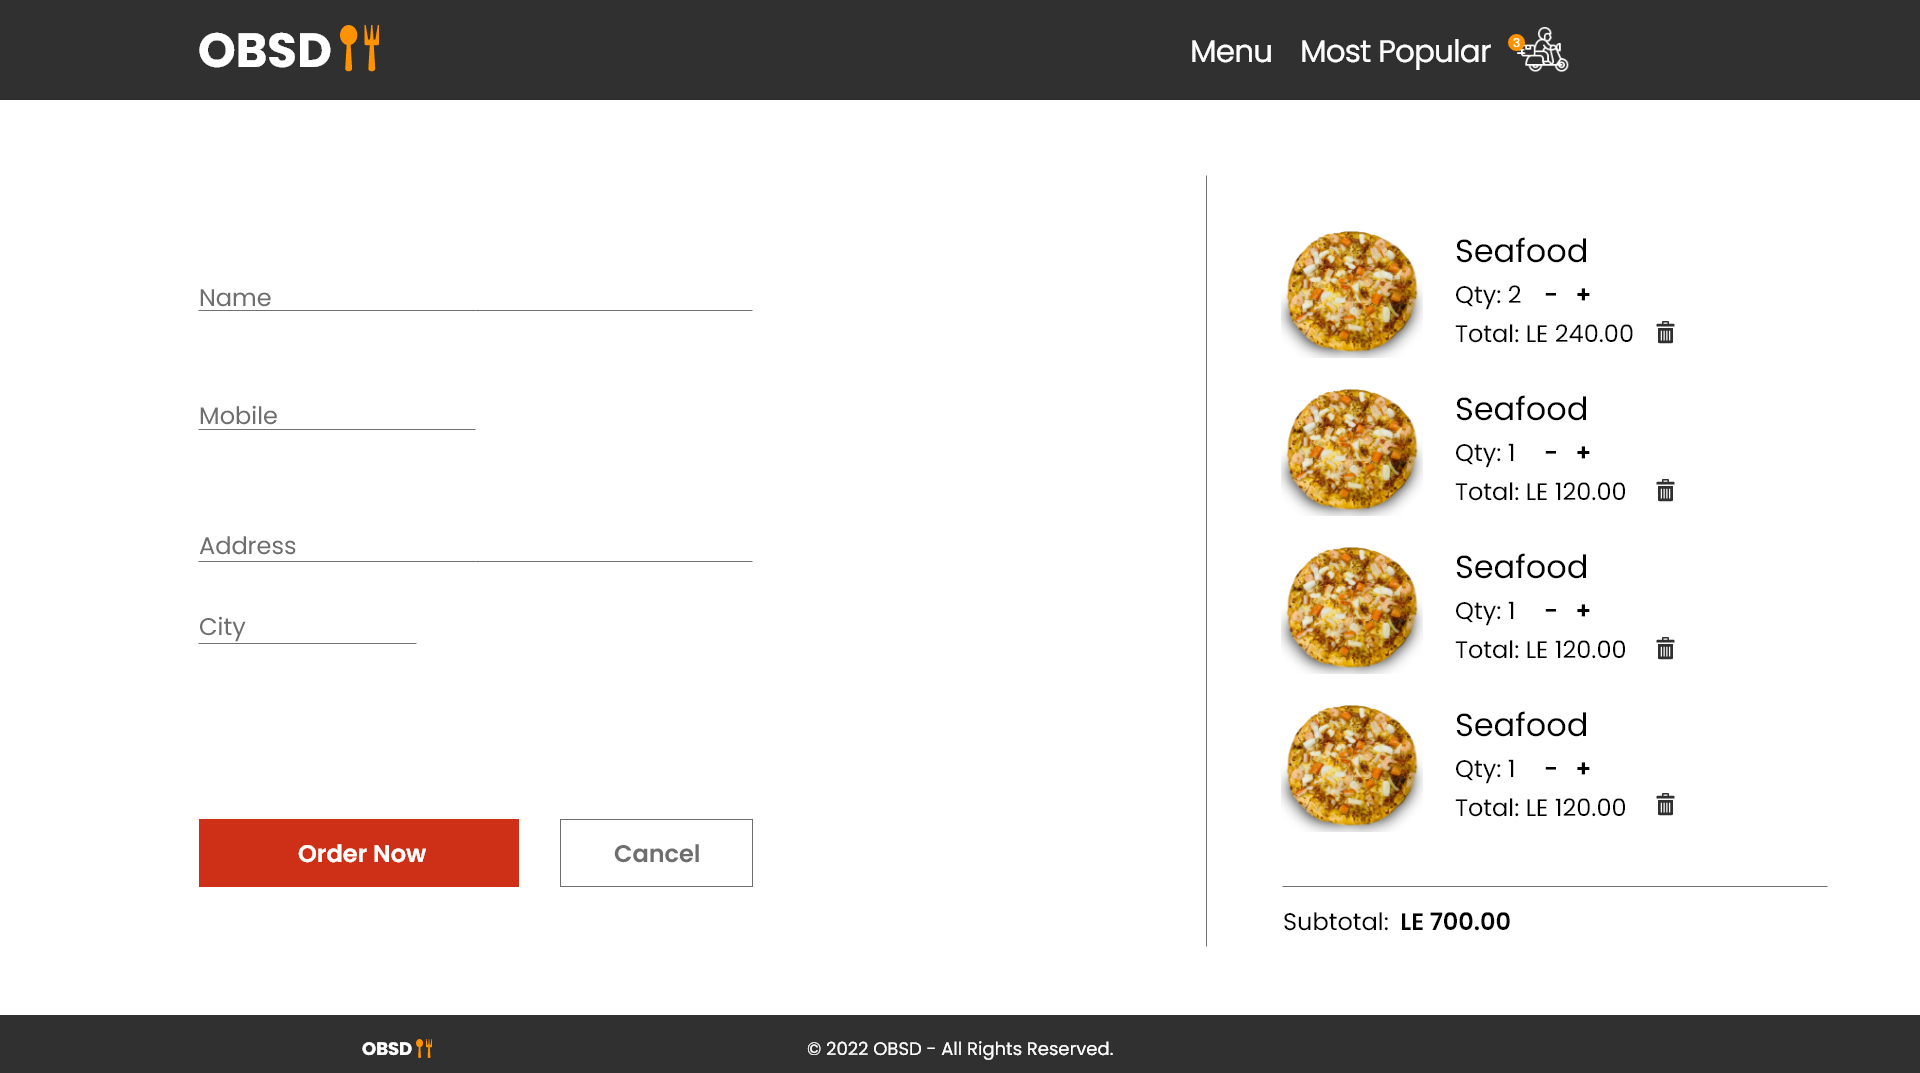 OBSD
Menu Most Popular 3
Name
Mobile
Address
City
Order Now Cancel
Seafood
Qty: 2 - +
Total: LE 240.00
Seafood
Qty: 1 - +
Total: LE 120.00
Seafood
Qty: 1 - +
Total: LE 120.00
Seafood
Qty: 1 - +
Total: LE 120.00
Subtotal: LE 700.00
OBSD
© 2022 OBSD - All Rights Reserved.